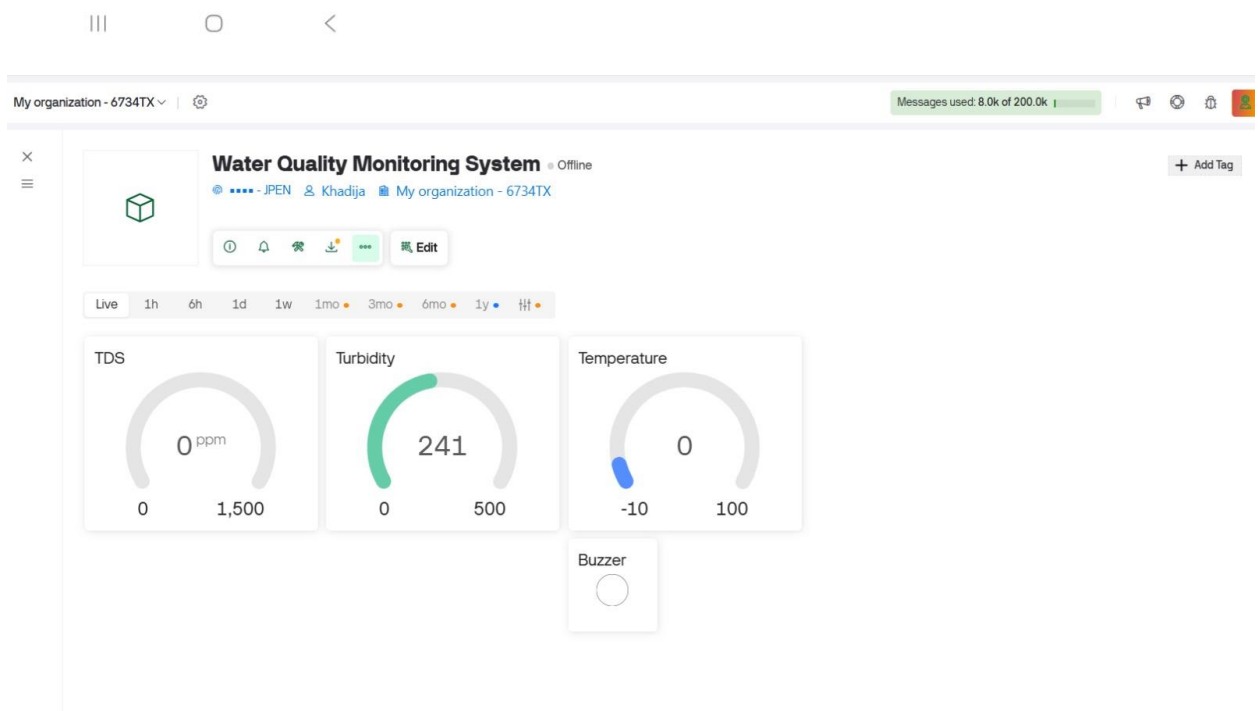 My organization - 6734TX
Messages used: 8.0k of 200.0k
Water Quality Monitoring System Offline
•••• - JPEN Khadija My organization - 6734TX
Add Tag
Edit
Live 1h 6h 1d 1w 1mo 3mo 6mo 1y
TDS Turbidity Temperature
0 ppm 241 0
0 1,500 0 500 -10 100
Buzzer